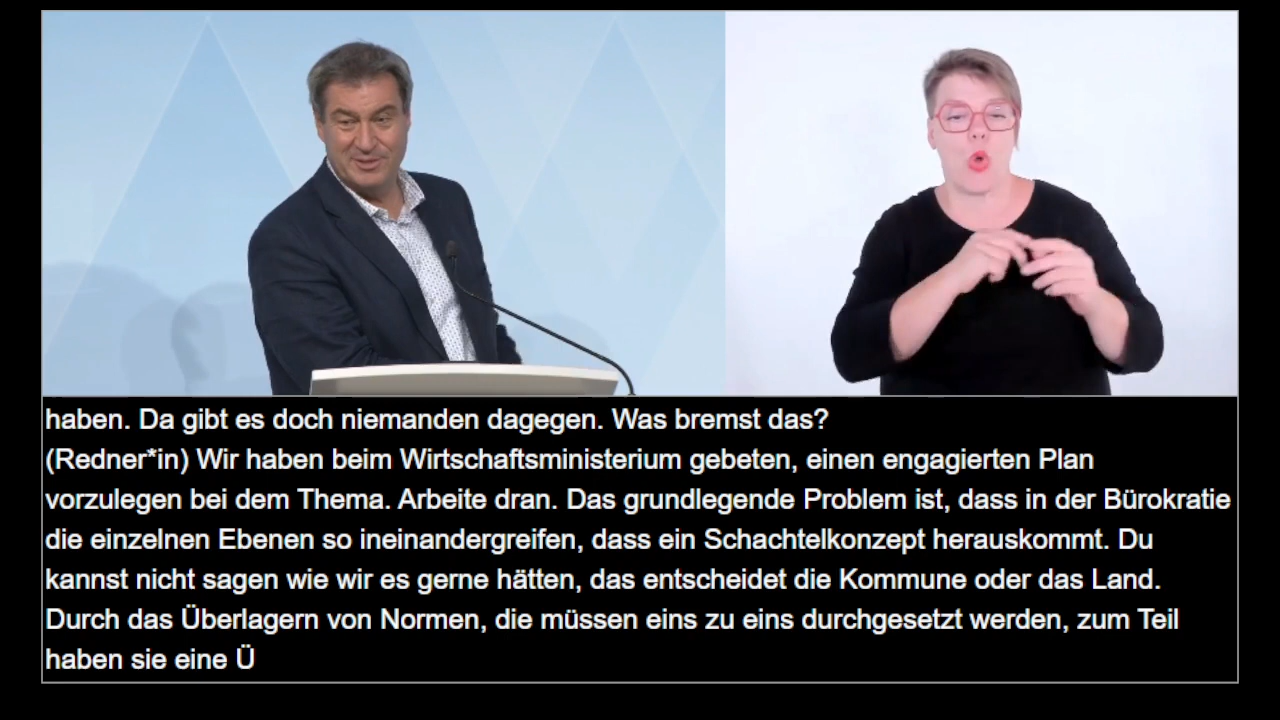 haben. Da gibt es doch niemanden dagegen. Was bremst das?
(Redner*in) Wir haben beim Wirtschaftsministerium gebeten, einen engagierten Plan
vorzulegen bei dem Thema. Arbeite dran. Das grundlegende Problem ist, dass in der Bürokratie
die einzelnen Ebenen so ineinandergreifen, dass ein Schachtelkonzept herauskommt. Du
kannst nicht sagen wie wir es gerne hätten, das entscheidet die Kommune oder das Land.
Durch das Überlagern von Normen, die müssen eins zu eins durchgesetzt werden, zum Teil
haben sie eine Ü